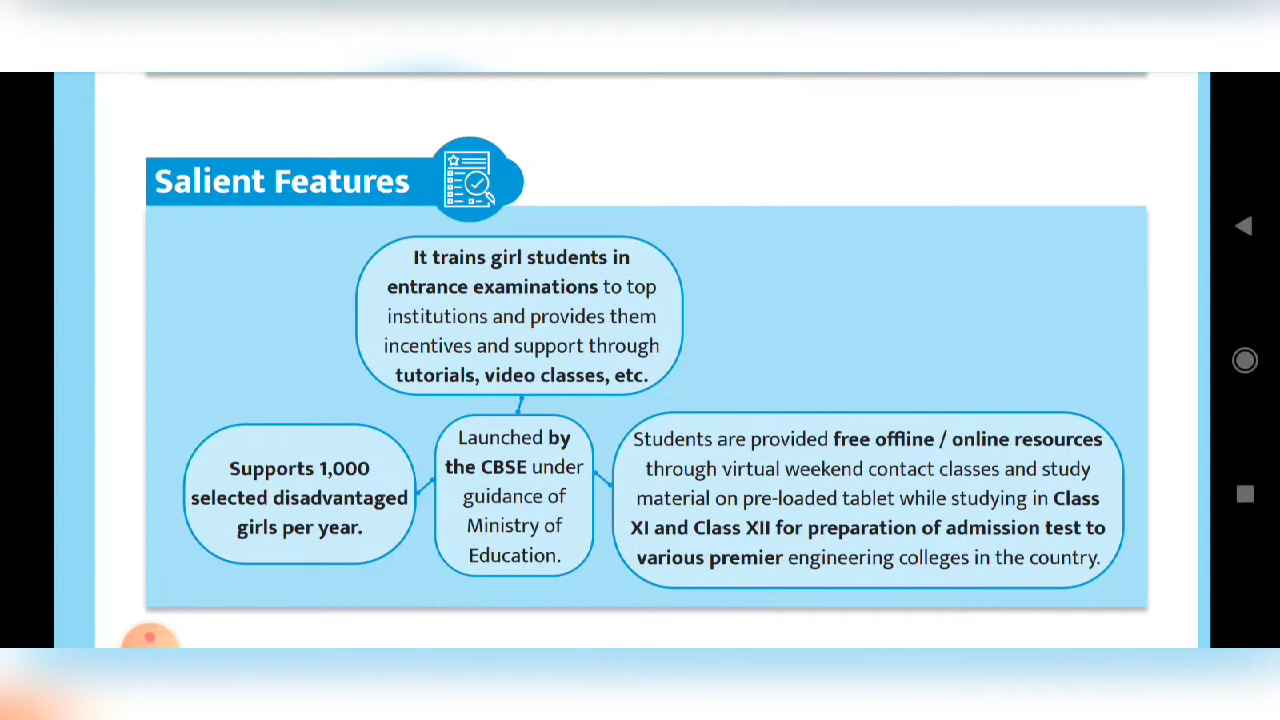 Salient Features
It trains girl students in
entrance examinations to top
institutions and provides them
incentives and support through
tutorials, video classes, etc.
Supports 1,000
selected disadvantaged
girls per year.
Launched by
the CBSE under
guidance of
Ministry of
Education.
Students are provided free offline / online resources
through virtual weekend contact classes and study
material on pre-loaded tablet while studying in Class
XI and Class XII for preparation of admission test to
various premier engineering colleges in the country.